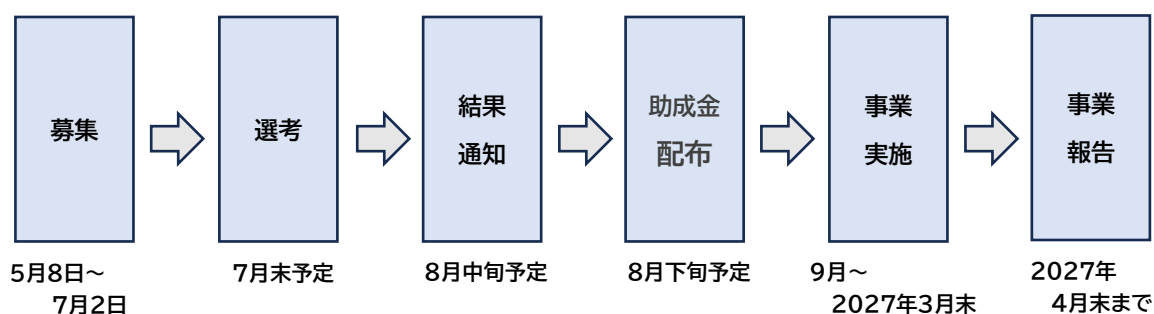 募集
5月8日～
7月2日
選考
7月末予定
結果
通知
8月中旬予定
助成金
配布
8月下旬予定
事業
実施
9月～
2027年3月末
事業
報告
2027年
4月末まで